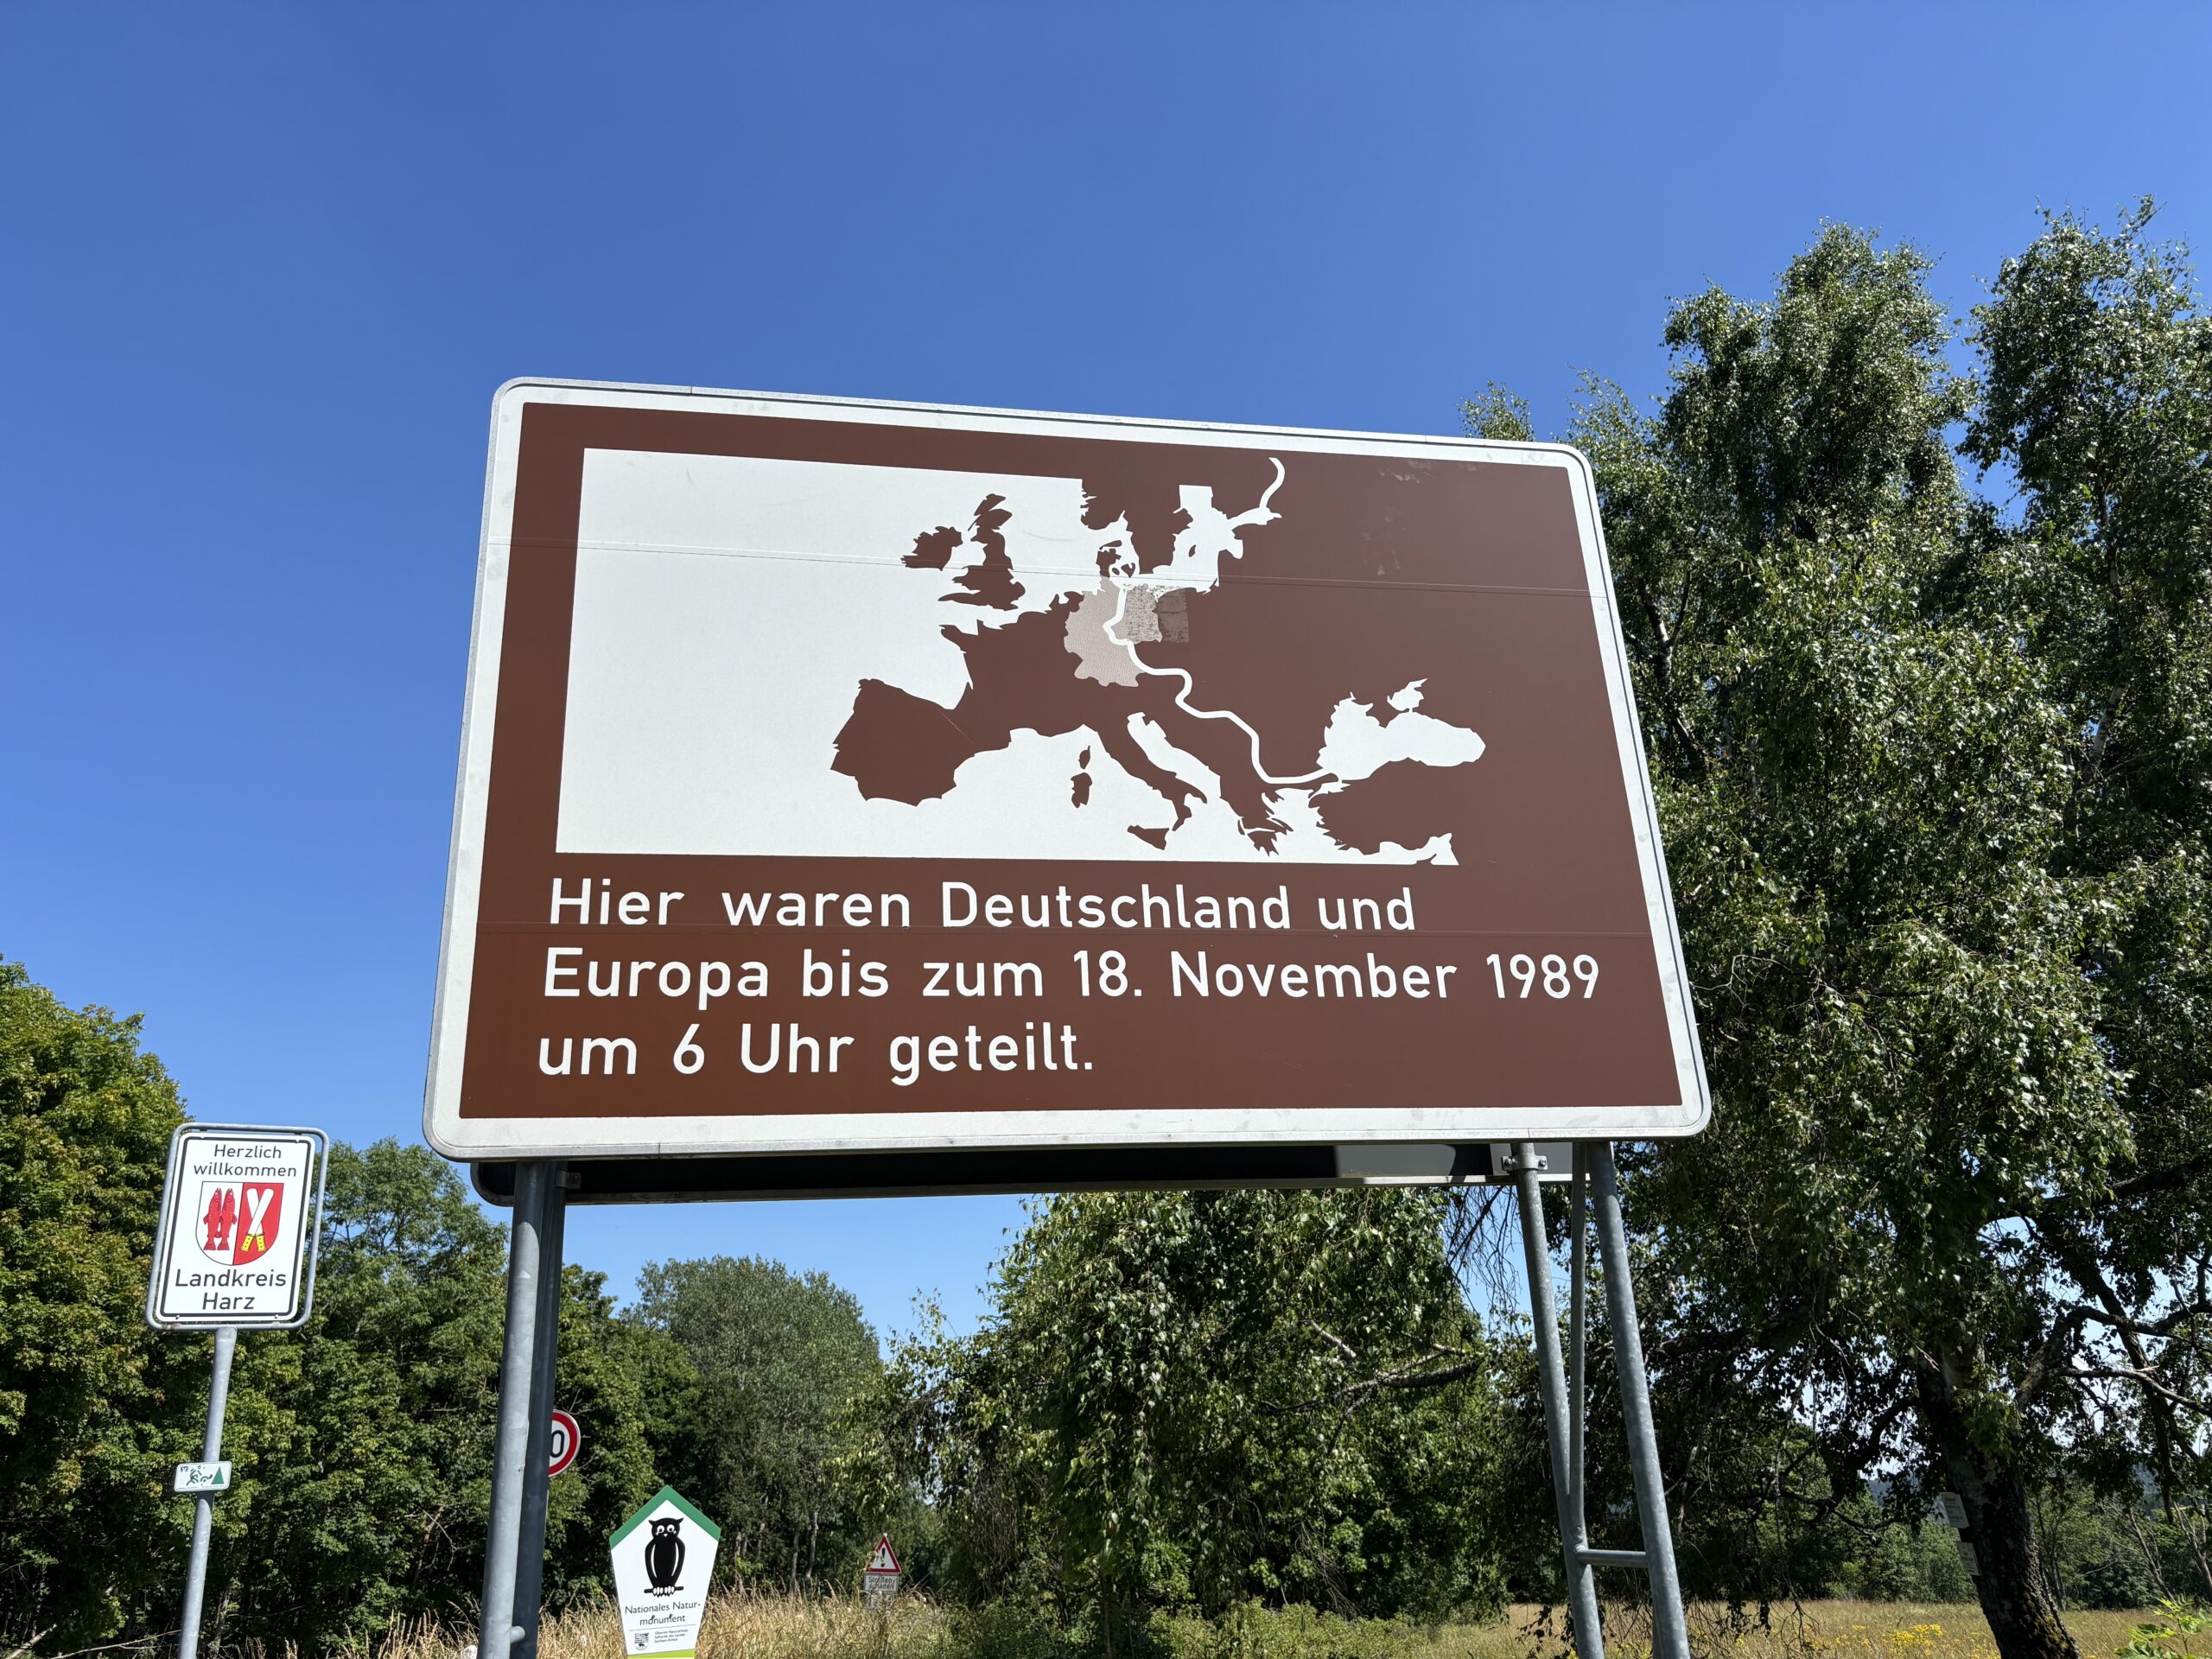 Hier waren Deutschland und
Europa bis zum 18. November 1989
um 6 Uhr geteilt.
Herzlich
willkommen
Landkreis
Harz
0
Nationales Natur-
monument